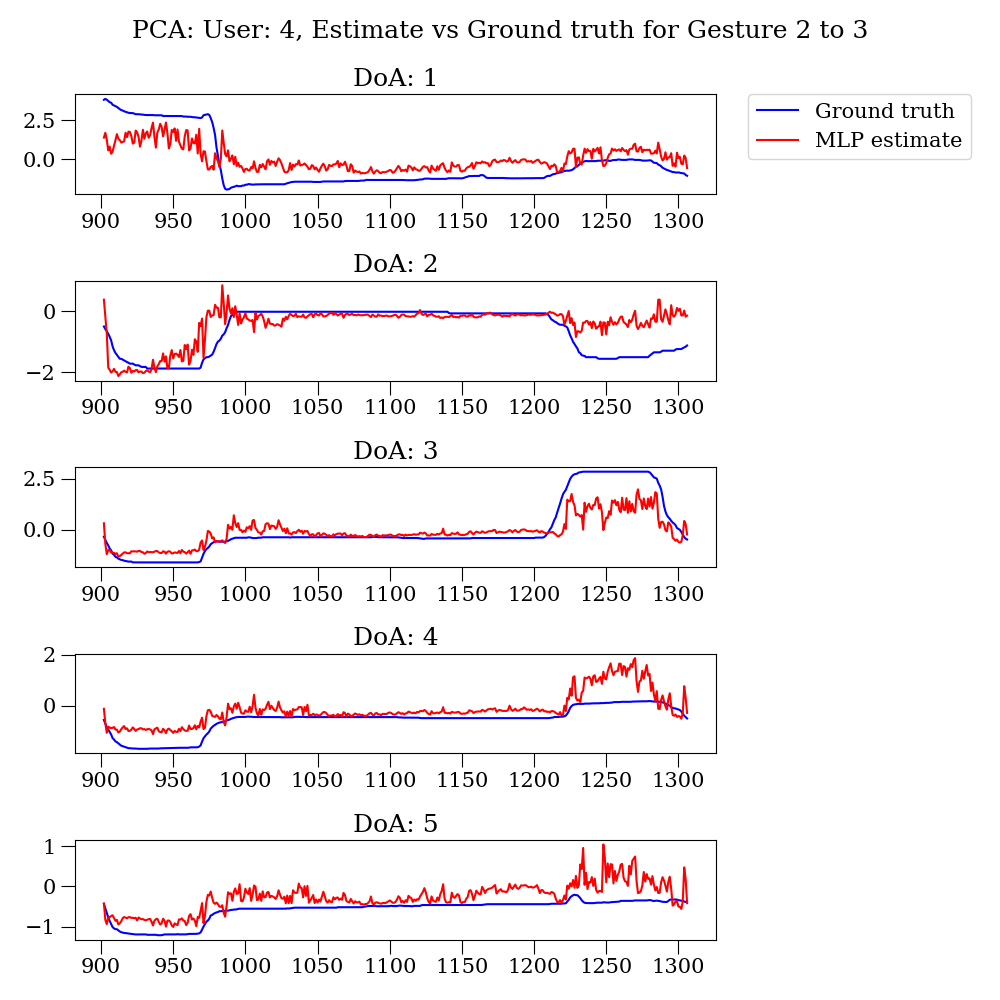 PCA: User: 4, Estimate vs Ground truth for Gesture 2 to 3
DoA: 1
2.5
0.0
900 950 1000 1050 1100 1150 1200 1250 1300
Ground truth
MLP estimate
DoA: 2
0
−2
900 950 1000 1050 1100 1150 1200 1250 1300
DoA: 3
2.5
0.0
900 950 1000 1050 1100 1150 1200 1250 1300
DoA: 4
2
0
900 950 1000 1050 1100 1150 1200 1250 1300
DoA: 5
1
0
−1
900 950 1000 1050 1100 1150 1200 1250 1300